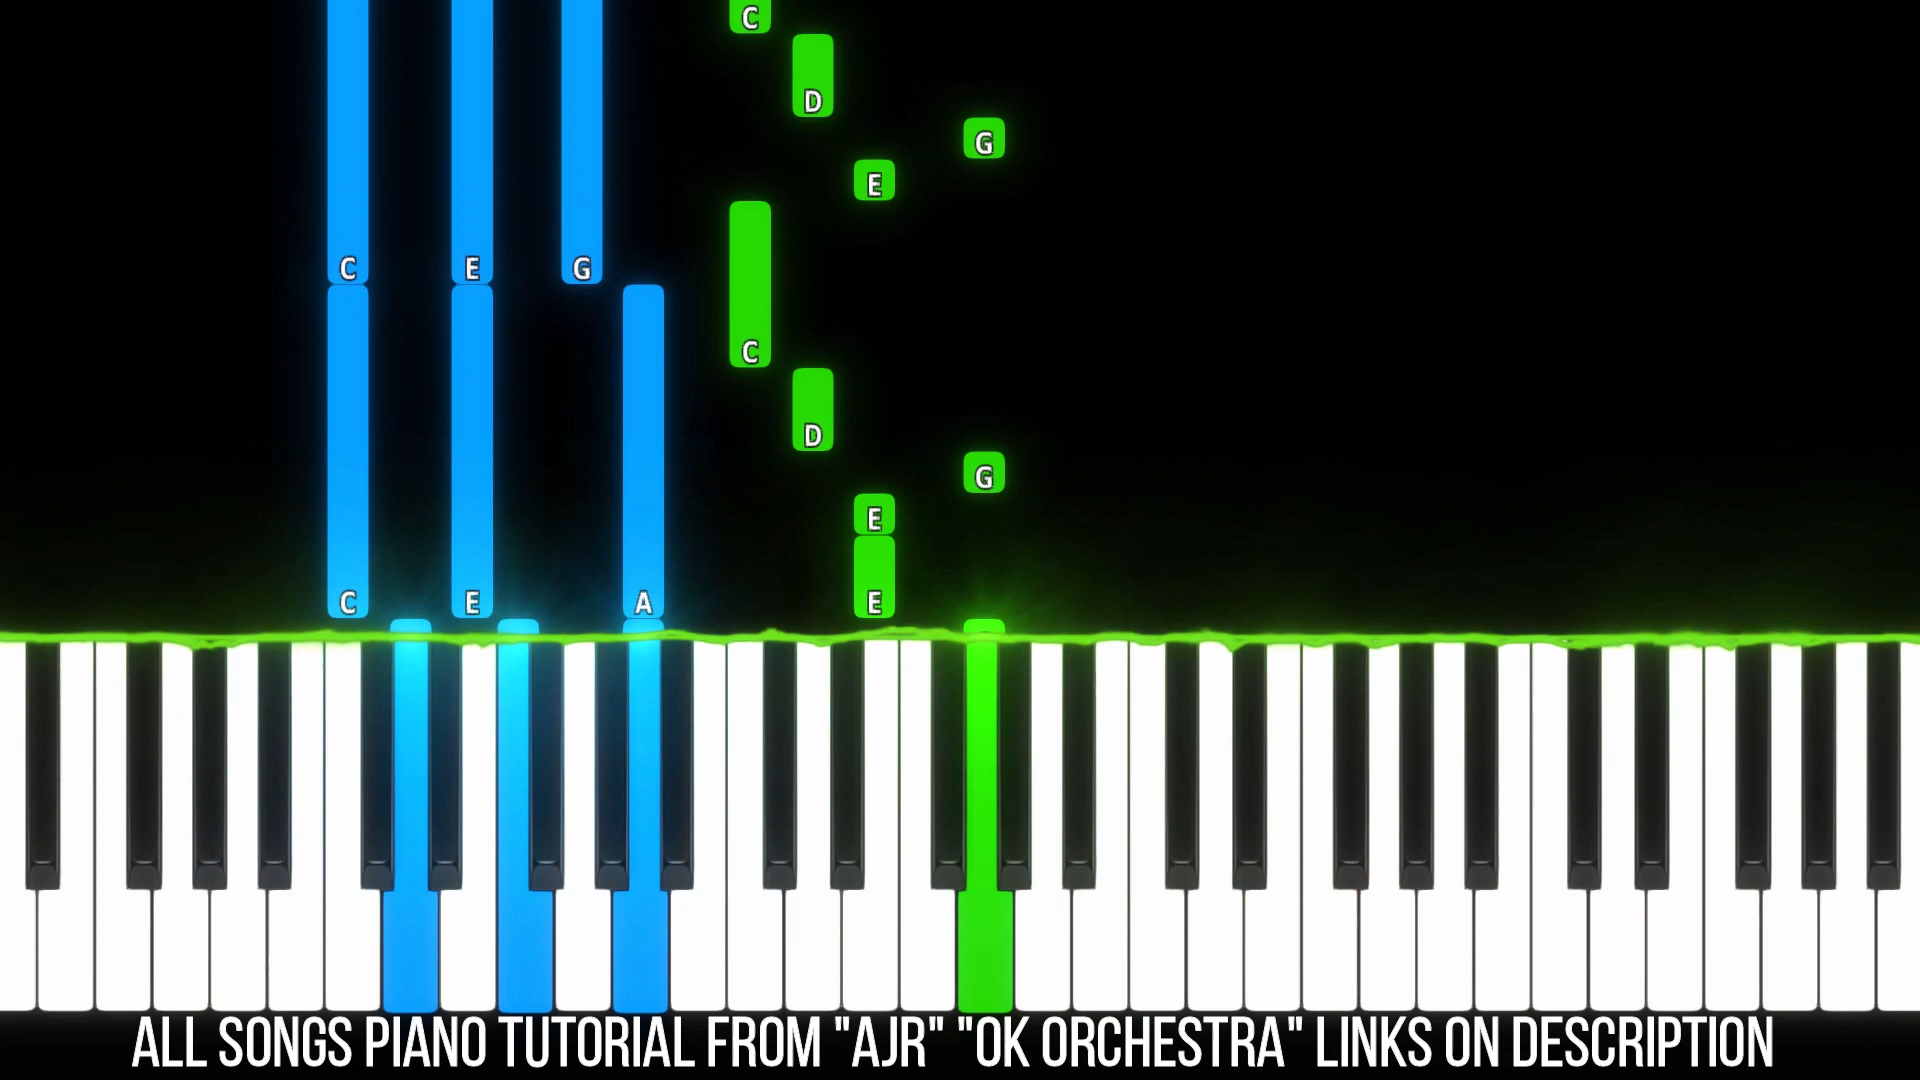 C
D
G
E
C E G
C
D
G
E
C E A E
ALL SONGS PIANO TUTORIAL FROM "AJR" "OK ORCHESTRA" LINKS ON DESCRIPTION